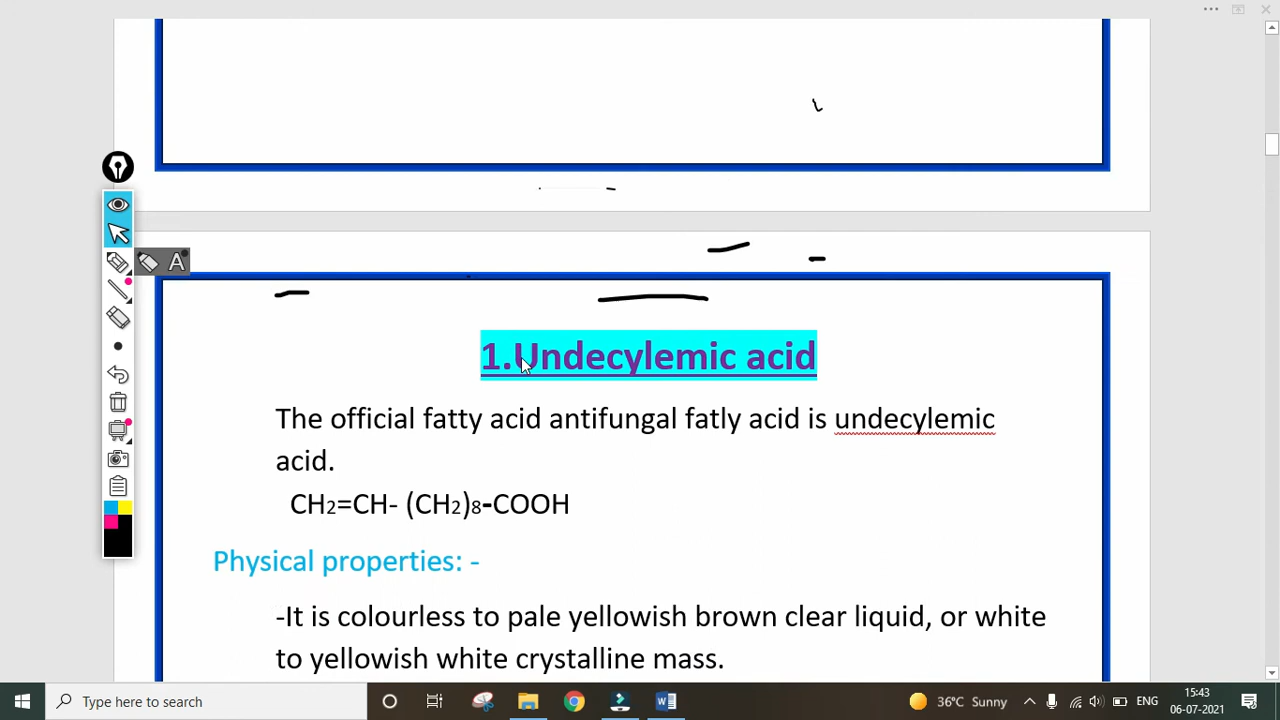 1.Undecylemic acid
The official fatty acid antifungal fatly acid is undecylemic
acid.
CH2=CH- (CH2)8-COOH
Physical properties: -
-It is colourless to pale yellowish brown clear liquid, or white
to yellowish white crystalline mass.
A
Type here to search
36°C Sunny
ENG
15:43
06-07-2021